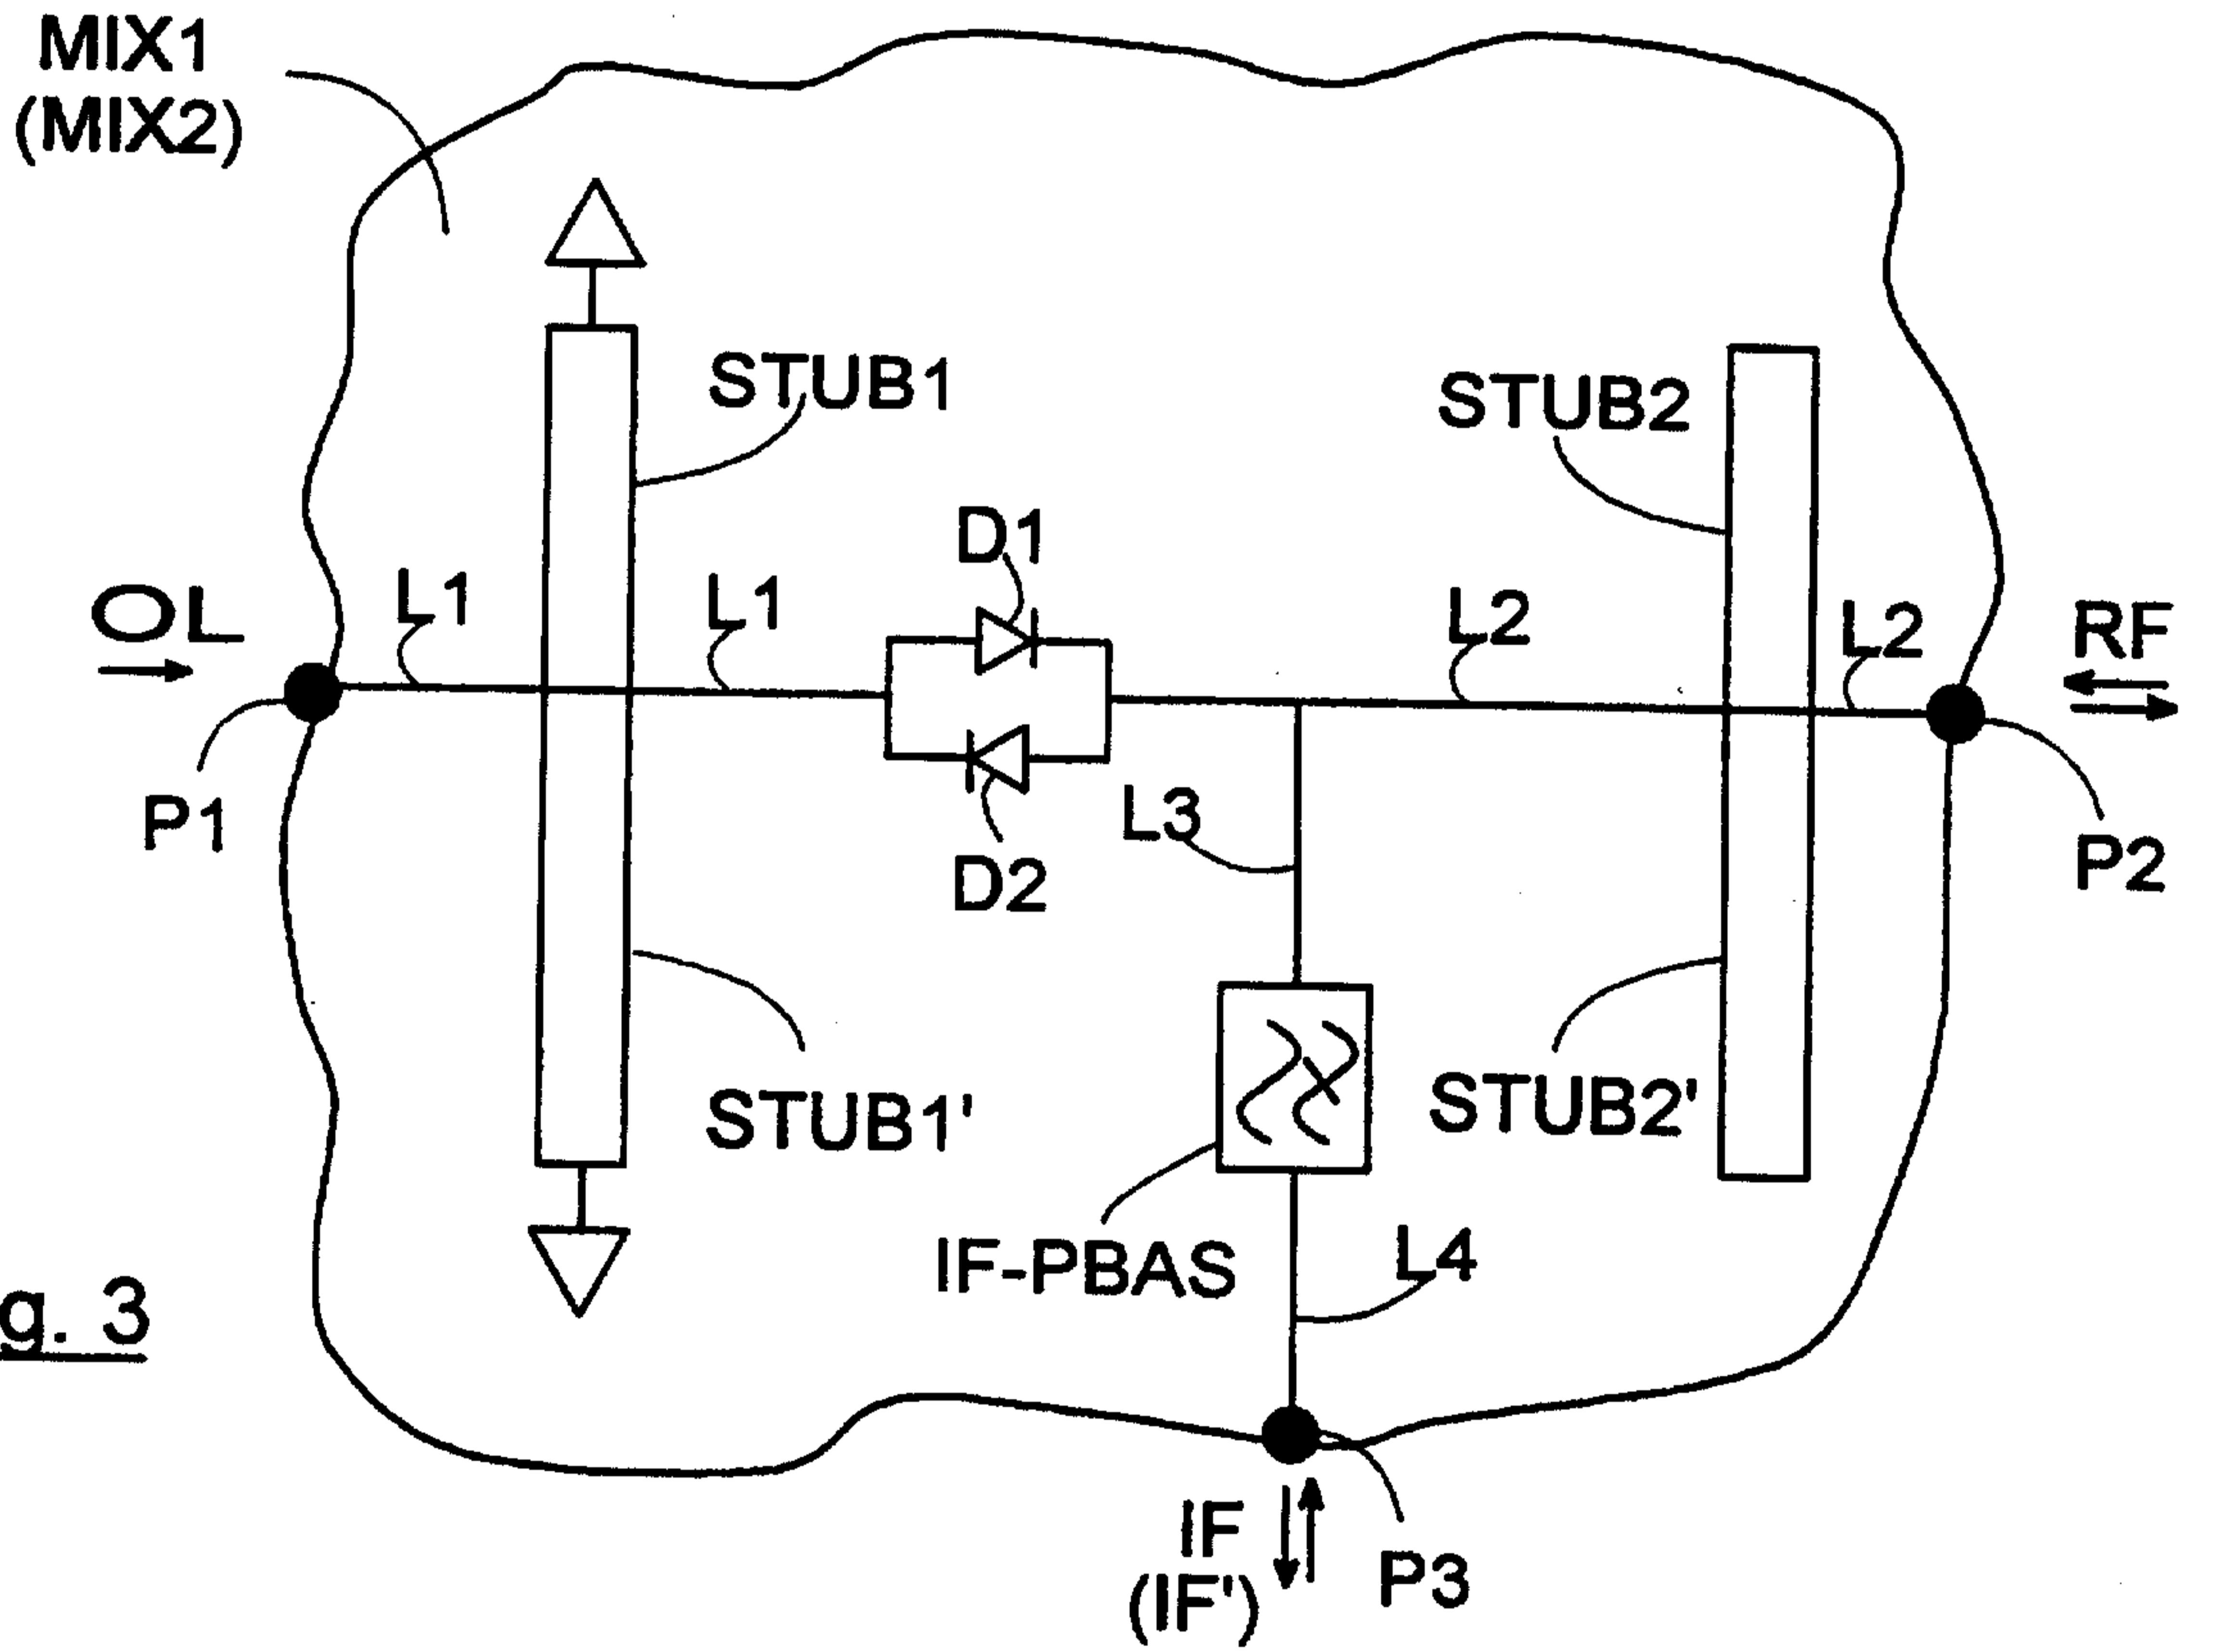 MIX1
(MIX2)
STUB1
STUB2
D1
OL
L1
L1
L2
L2
RF
P1
D2
L3
P2
STUB1'
STUB2'
IF-PBAS
L4
g. 3
IF
(IF')
P3